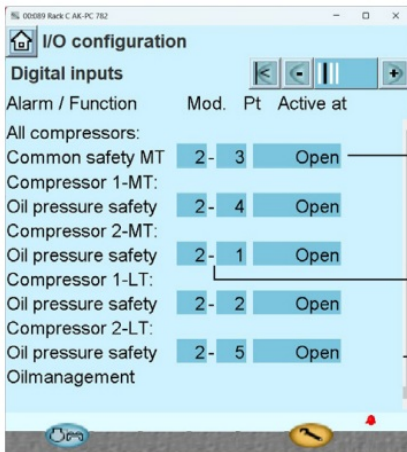 00:089 Rack C AK-PC 782
I/O configuration
Digital inputs
Alarm / Function Mod. Pt Active at
All compressors:
Common safety MT 2 - 3 Open
Compressor 1-MT:
Oil pressure safety 2 - 4 Open
Compressor 2-MT:
Oil pressure safety 2 - 1 Open
Compressor 1-LT:
Oil pressure safety 2 - 2 Open
Compressor 2-LT:
Oil pressure safety 2 - 5 Open
Oilmanagement